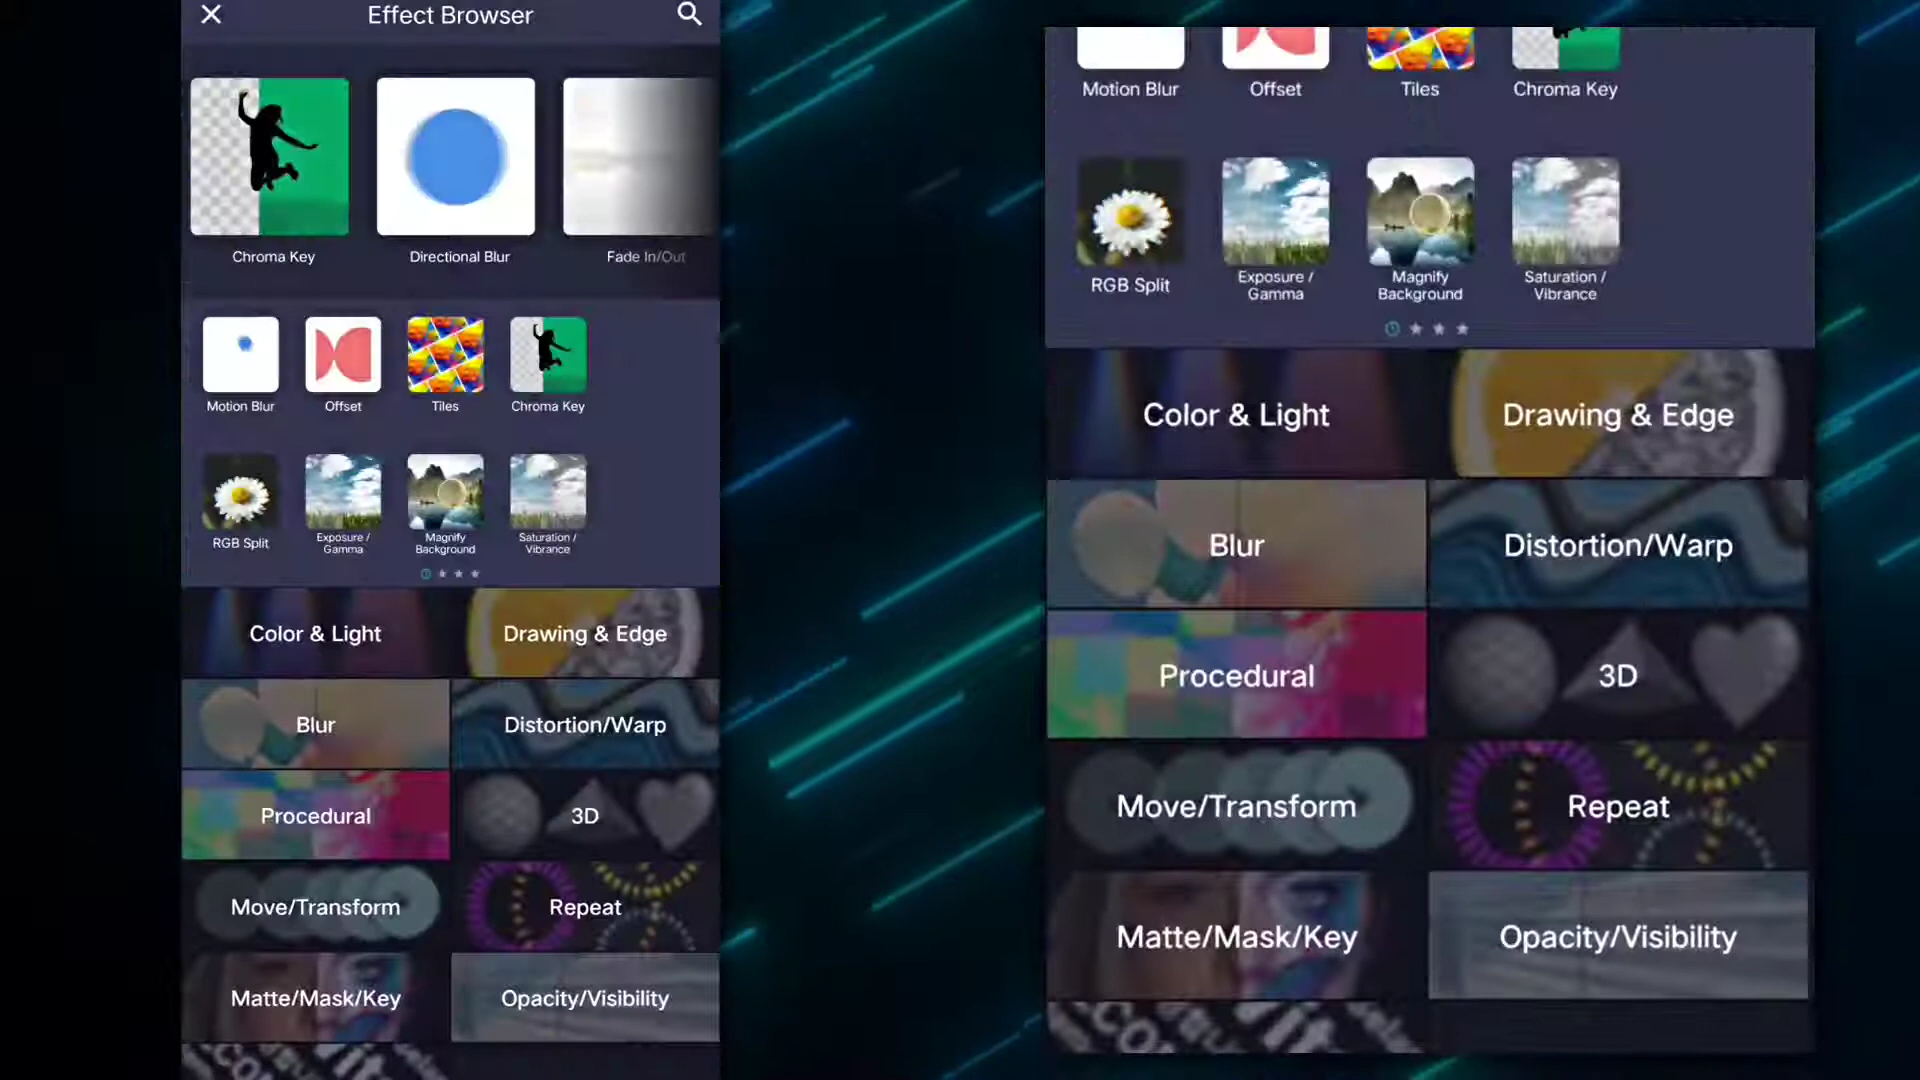 Effect Browser
Chroma Key
Directional Blur
Fade In/Out
Motion Blur
Offset
Tiles
Chroma Key
RGB Split
Exposure /
Gamma
Magnify
Background
Saturation /
Vibrance
Color & Light
Drawing & Edge
Blur
Distortion/Warp
Procedural
3D
Move/Transform
Repeat
Matte/Mask/Key
Opacity/Visibility
Motion Blur
Offset
Tiles
Chroma Key
RGB Split
Exposure /
Gamma
Magnify
Background
Saturation /
Vibrance
Color & Light
Drawing & Edge
Blur
Distortion/Warp
Procedural
3D
Move/Transform
Repeat
Matte/Mask/Key
Opacity/Visibility